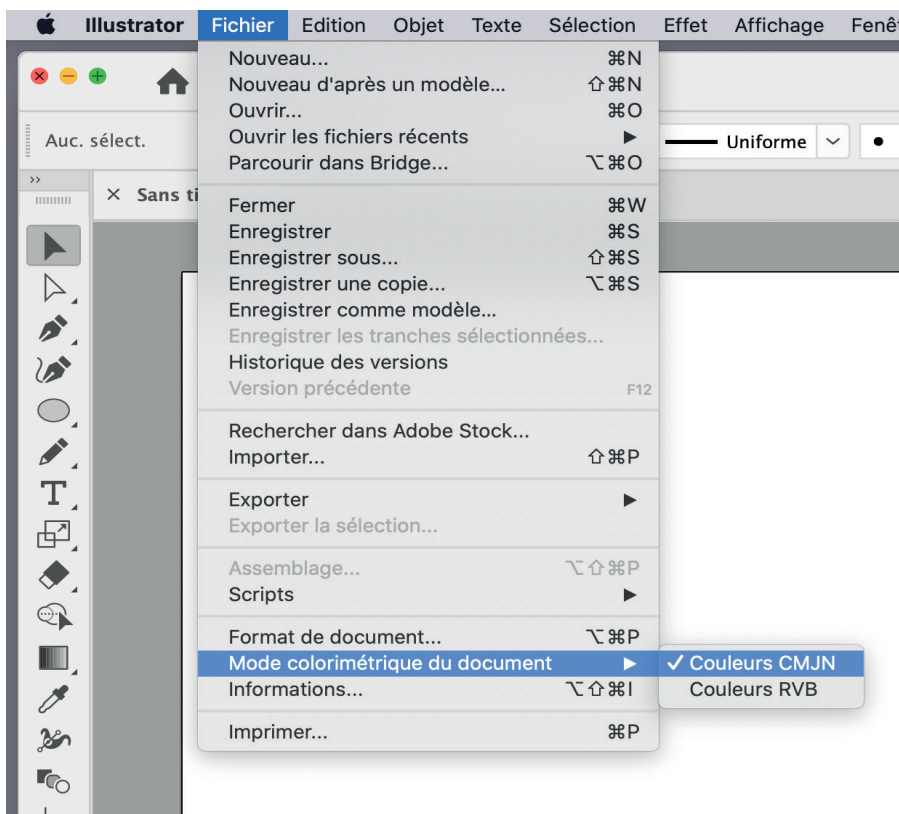 Illustrator Fichier Edition Objet Texte Sélection Effet Affichage Fenê
Nouveau... ⌘N
Nouveau d'après un modèle... ⇧⌘N
Ouvrir... ⌘O
Ouvrir les fichiers récents ▶
Parcourir dans Bridge... ⌥⌘O
Auc. sélect.
Uniforme
Sans ti
Fermer ⌘W
Enregistrer ⌘S
Enregistrer sous... ⇧⌘S
Enregistrer une copie... ⌥⌘S
Enregistrer comme modèle...
Enregistrer les tranches sélectionnées...
Historique des versions
Version précédente F12
Rechercher dans Adobe Stock...
Importer... ⇧⌘P
Exporter ▶
Exporter la sélection...
Assemblage... ⌥⇧⌘P
Scripts ▶
Format de document... ⌥⌘P
Mode colorimétrique du document ▶ ✓ Couleurs CMJN
Informations... ⌥⇧⌘I Couleurs RVB
Imprimer... ⌘P